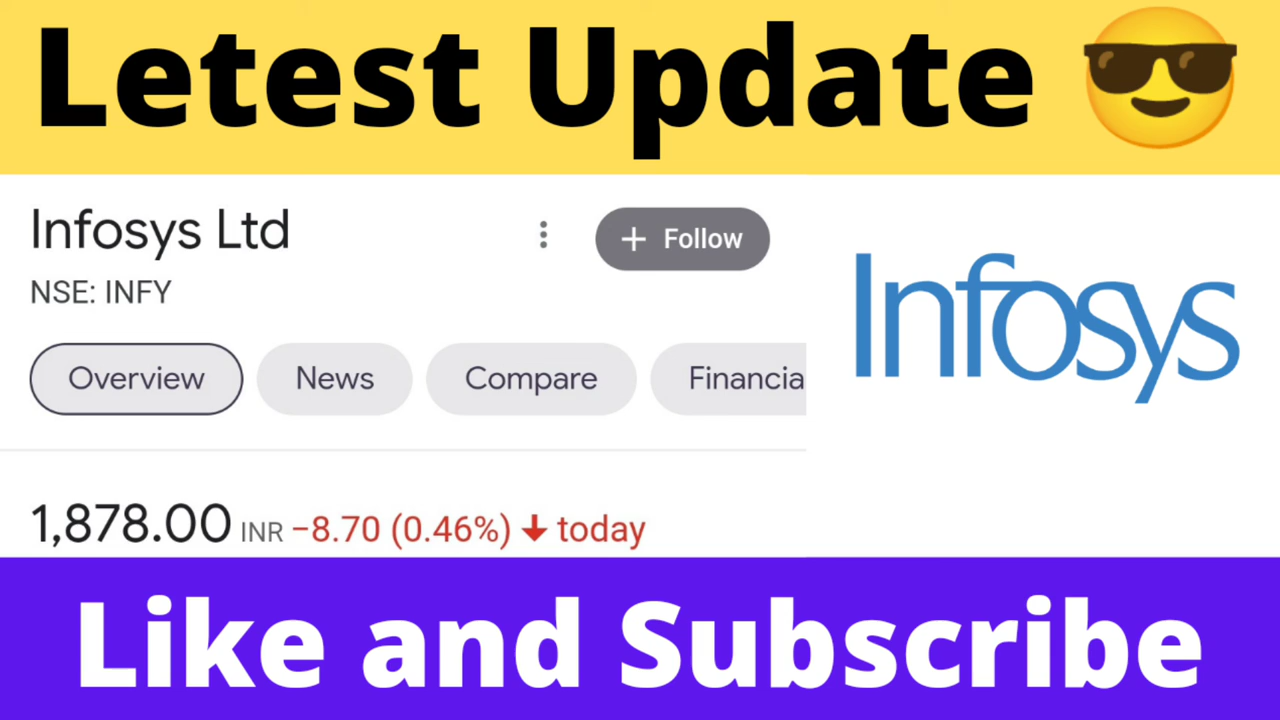 Letest Update
Infosys Ltd
+ Follow
NSE: INFY
Overview News Compare Financia
Infosys
1,878.00 INR −8.70 (0.46%) ↓ today
Like and Subscribe